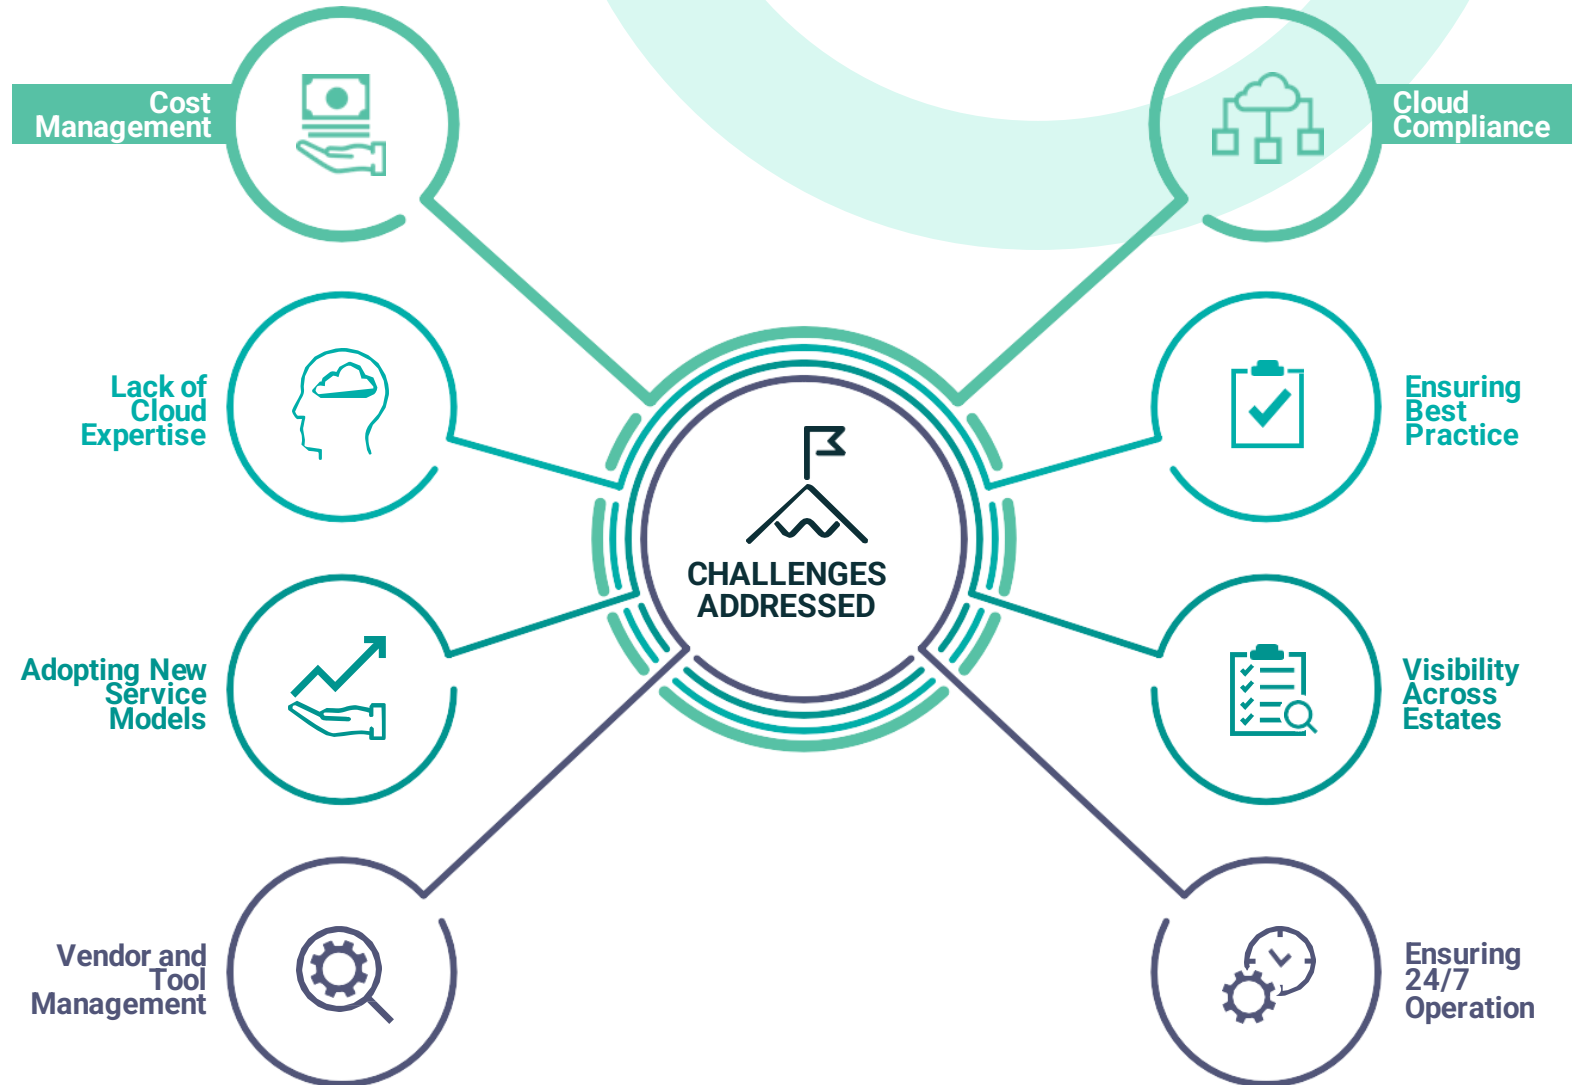 Cost
Management
Cloud
Compliance
Lack of
Cloud
Expertise
Ensuring
Best
Practice
CHALLENGES
ADDRESSED
Adopting New
Service
Models
Visibility
Across
Estates
Vendor and
Tool
Management
Ensuring
24/7
Operation